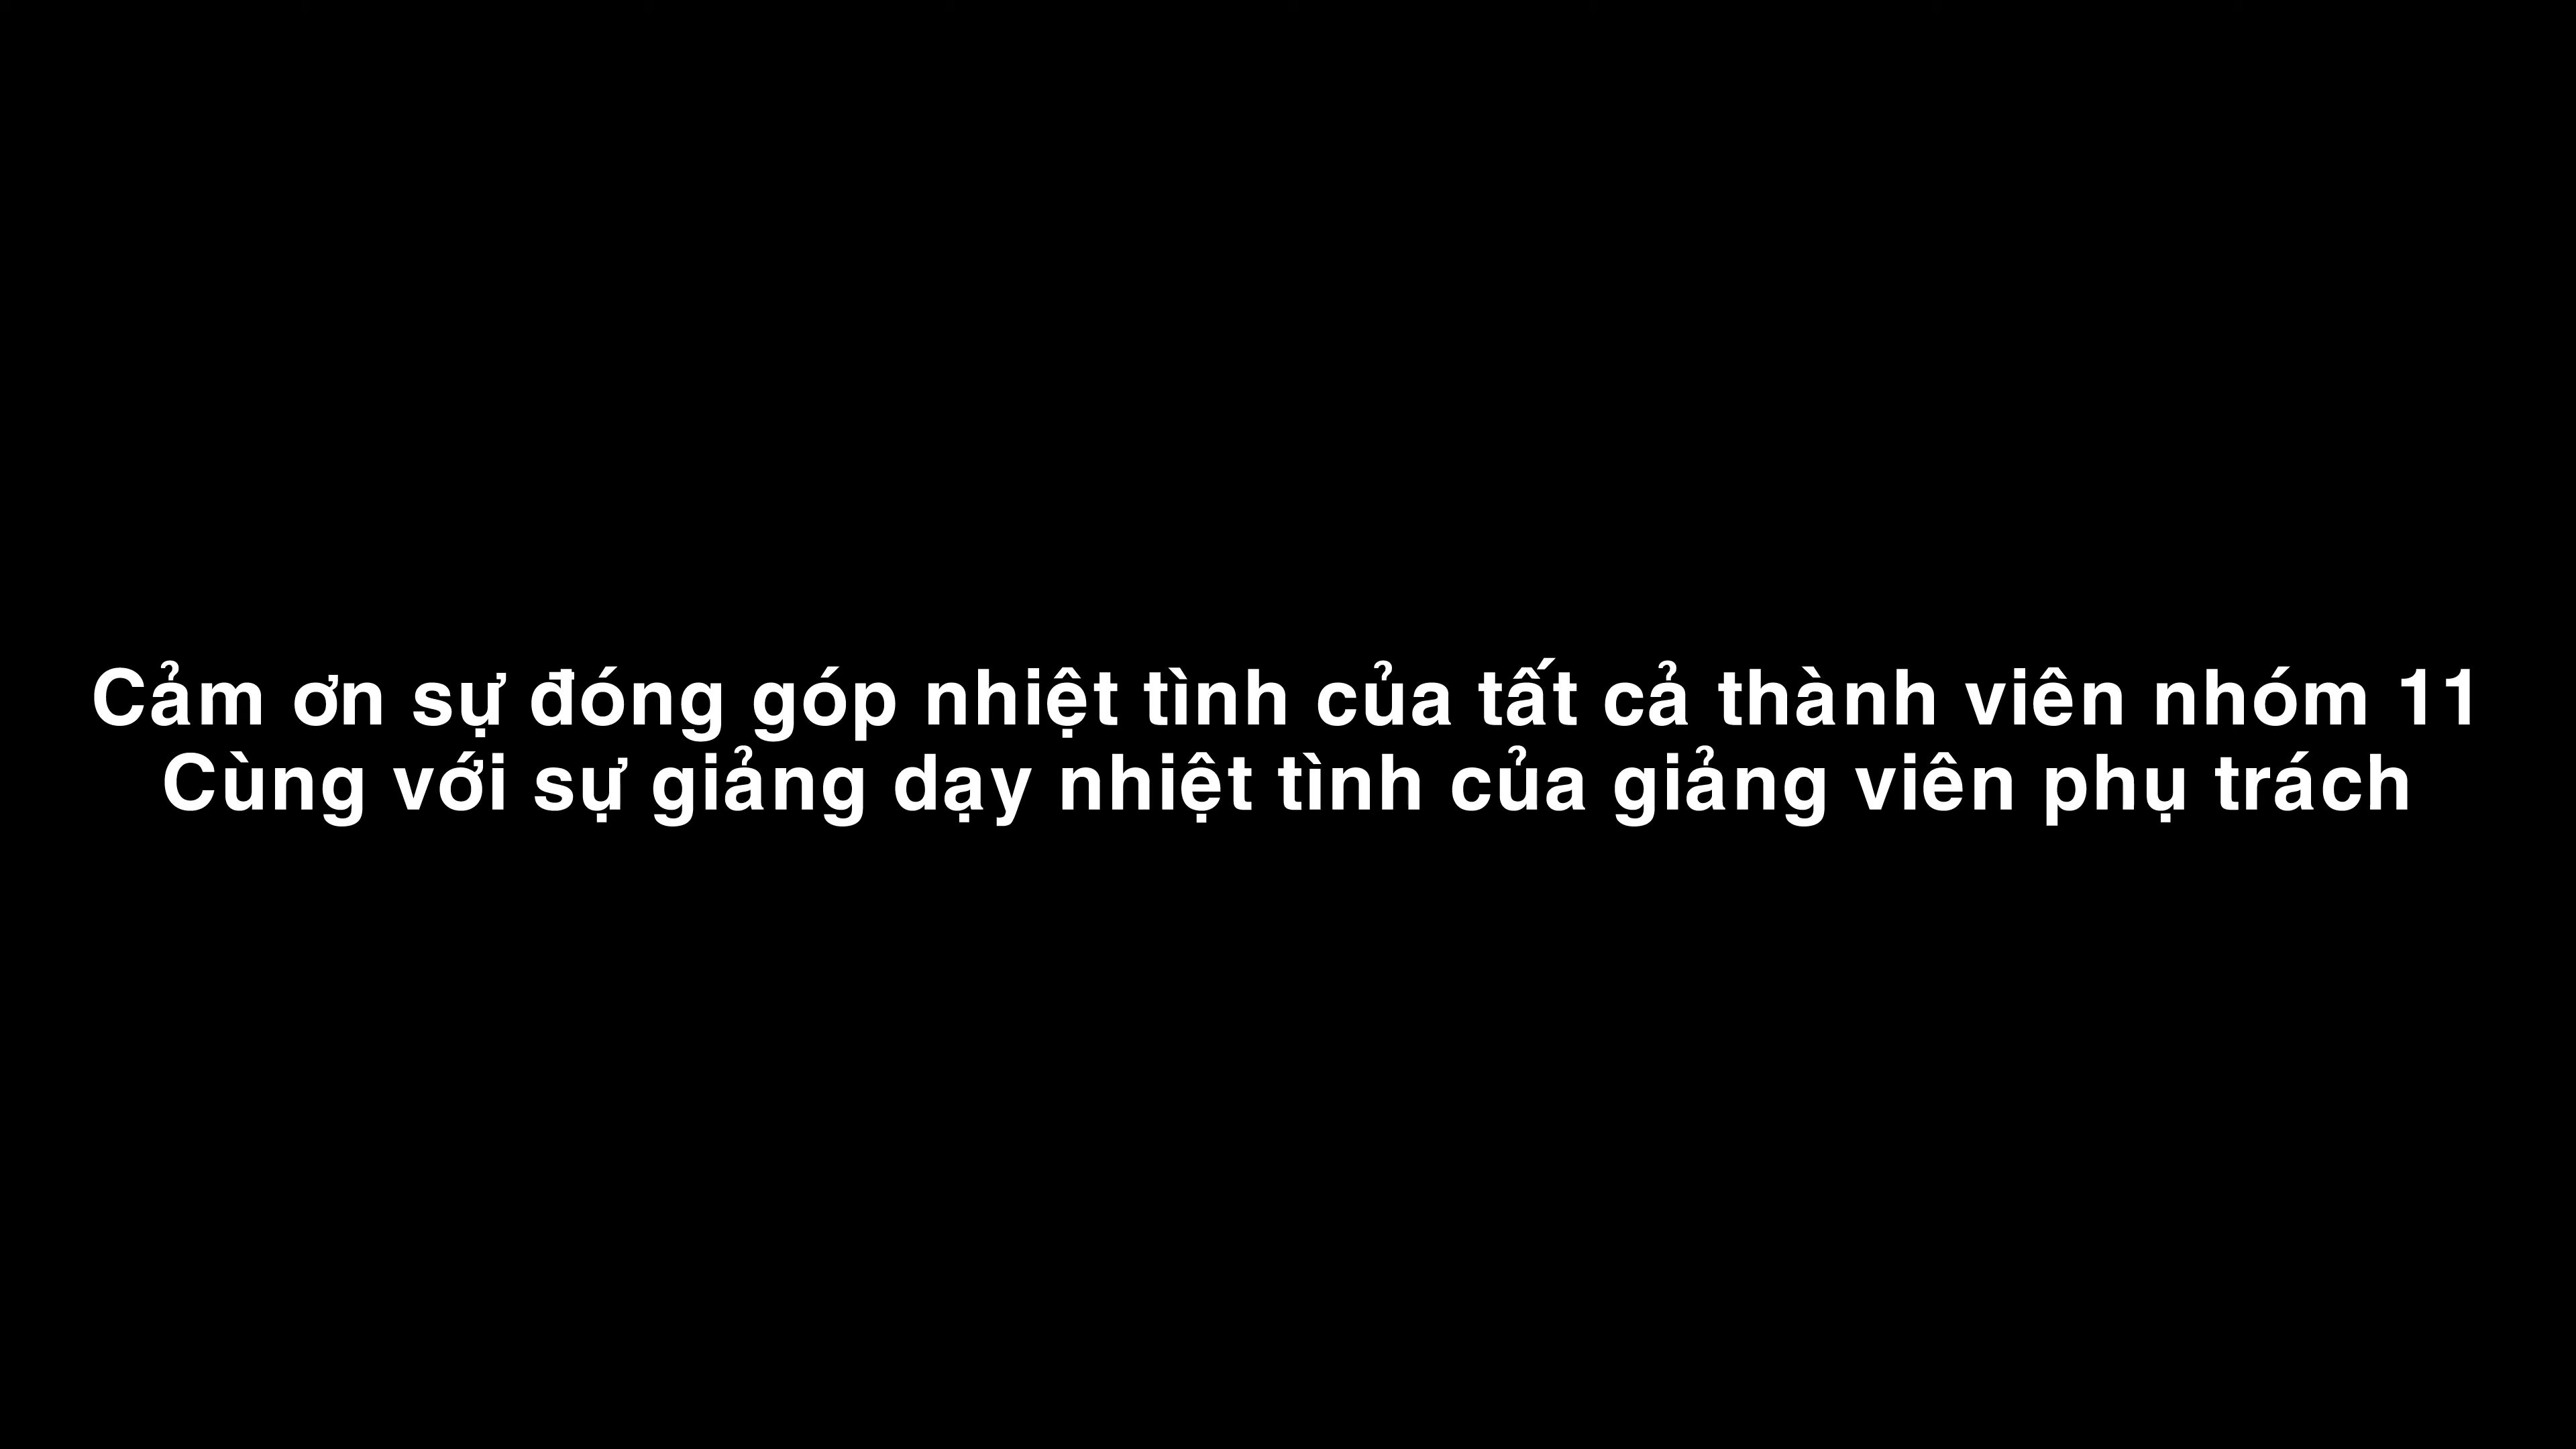 Cảm ơn sự đóng góp nhiệt tình của tất cả thành viên nhóm 11
Cùng với sự giảng dạy nhiệt tình của giảng viên phụ trách